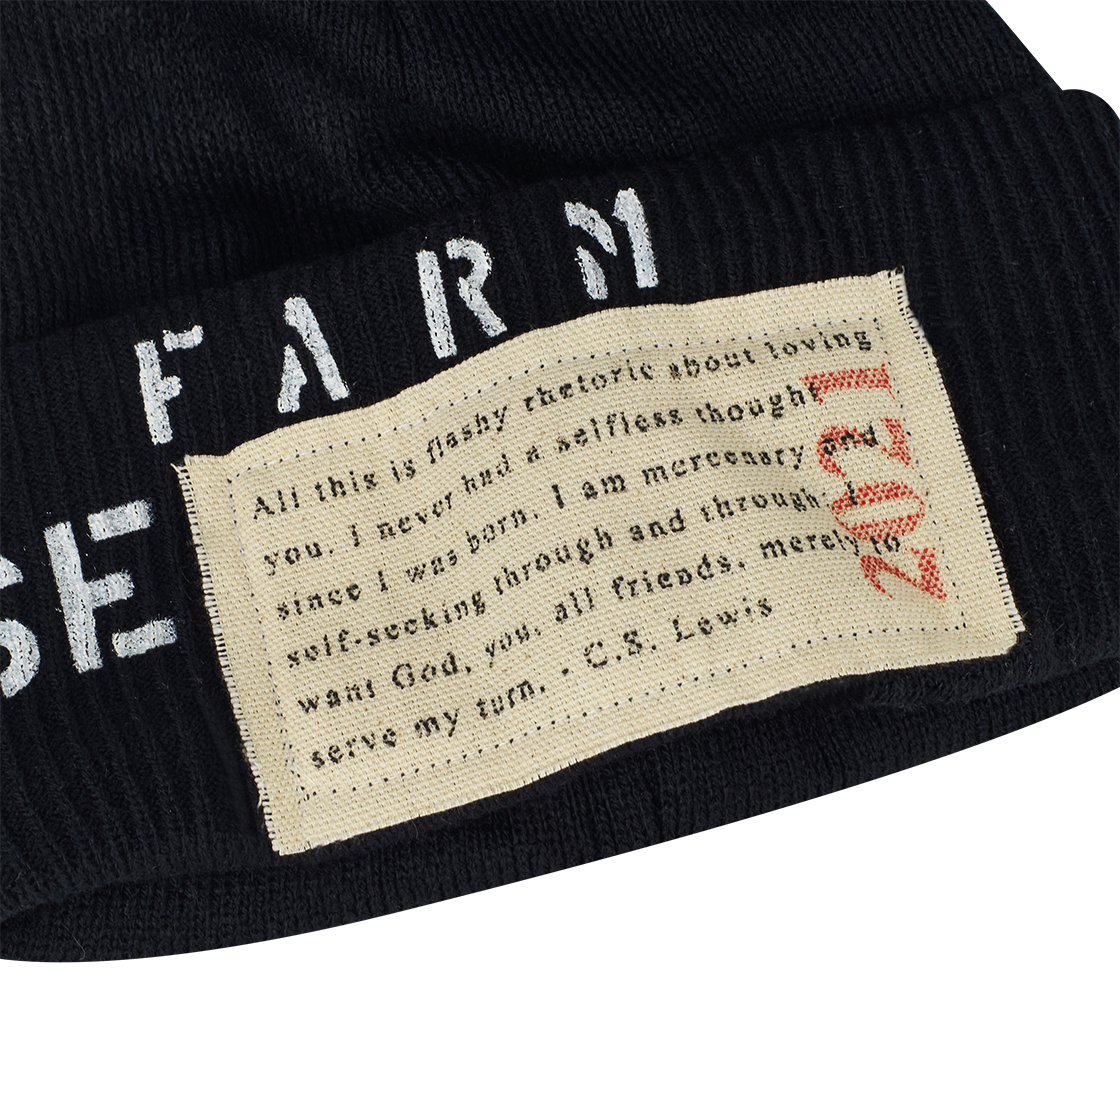 FARM
SE
All this is flashy rhetoric about loving
you. I never had a selfless thought
since I was born. I am mercenary and
self-seeking through and through: I
want God, you, all friends, merely to
serve my turn. - C.S. Lewis
2021